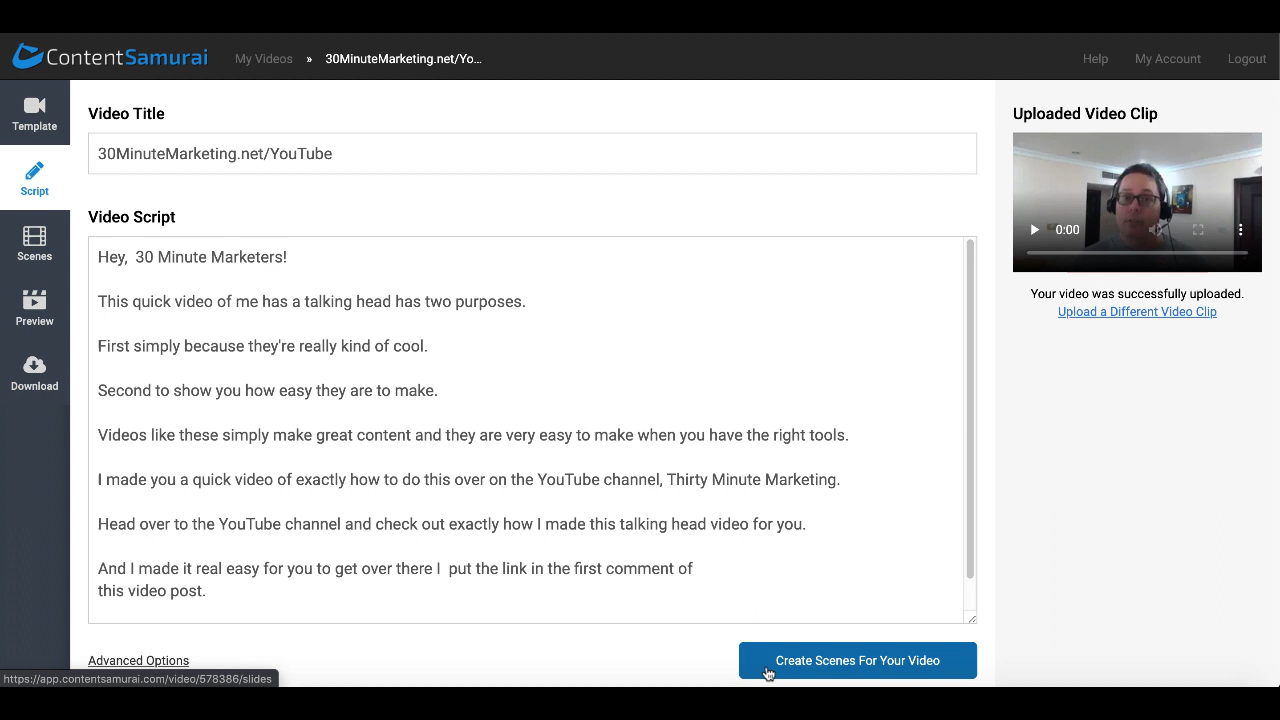 ContentSamurai My Videos » 30MinuteMarketing.net/Yo... Help My Account Logout
Template
Script
Scenes
Preview
Download
Video Title
30MinuteMarketing.net/YouTube
Video Script
Hey,  30 Minute Marketers!
This quick video of me has a talking head has two purposes.
First simply because they're really kind of cool.
Second to show you how easy they are to make.
Videos like these simply make great content and they are very easy to make when you have the right tools.
I made you a quick video of exactly how to do this over on the YouTube channel, Thirty Minute Marketing.
Head over to the YouTube channel and check out exactly how I made this talking head video for you.
And I made it real easy for you to get over there I  put the link in the first comment of
this video post.
Advanced Options
Create Scenes For Your Video
https://app.contentsamurai.com/video/578386/slides
Uploaded Video Clip
0:00
Your video was successfully uploaded.
Upload a Different Video Clip